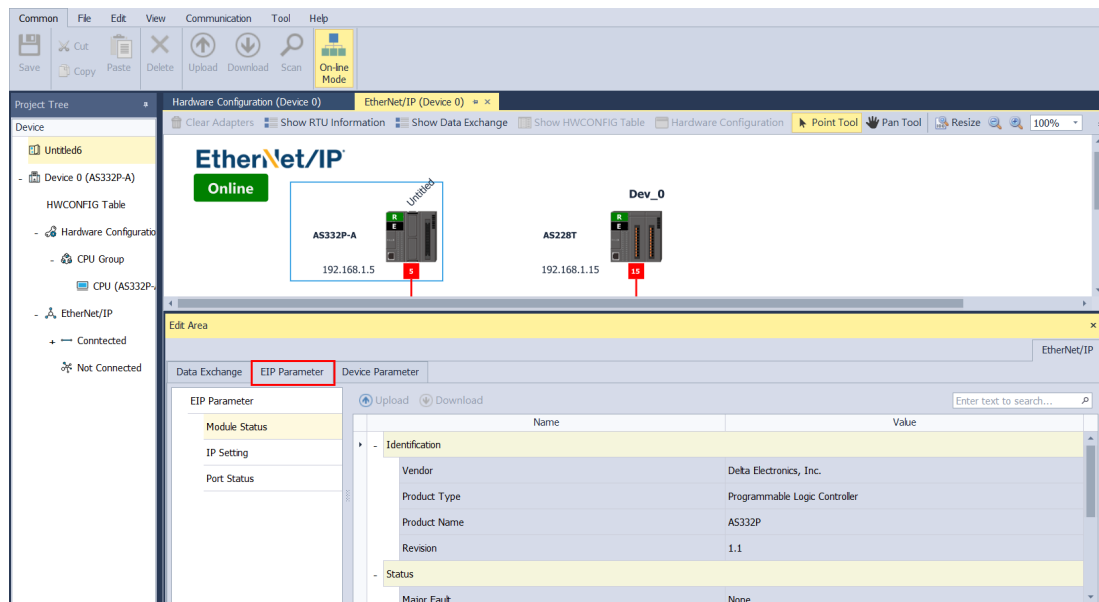 Common File Edit View Communication Tool Help
Save Cut Copy Paste Delete Upload Download Scan On-line Mode
Project Tree
Hardware Configuration (Device 0) EtherNet/IP (Device 0)
Device
Clear Adapters Show RTU Information Show Data Exchange Show HWCONFIG Table Hardware Configuration Point Tool Pan Tool Resize 100%
Untitled6
Device 0 (AS332P-A)
HWCONFIG Table
Hardware Configuratio
CPU Group
CPU (AS332P-
EtherNet/IP
Conntected
Not Connected
EtherNet/IP
Online
Untitled
Dev_0
R
E
R
E
AS332P-A
AS228T
192.168.1.5
5
192.168.1.15
15
Edit Area
EtherNet/IP
Data Exchange EIP Parameter Device Parameter
EIP Parameter
Module Status
IP Setting
Port Status
Upload Download Enter text to search...
Name Value
Identification
Vendor Delta Electronics, Inc.
Product Type Programmable Logic Controller
Product Name AS332P
Revision 1.1
Status
Major Fault None